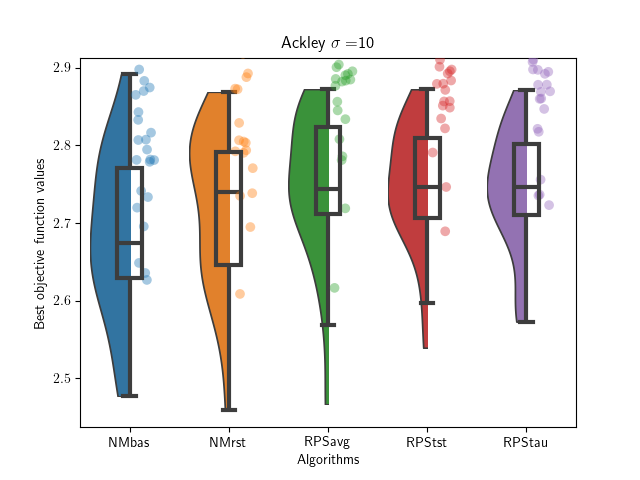 Ackley σ =10
Best objective function values
2.9
2.8
2.7
2.6
2.5
NMbas NMrst RPSavg RPStst RPStau
Algorithms